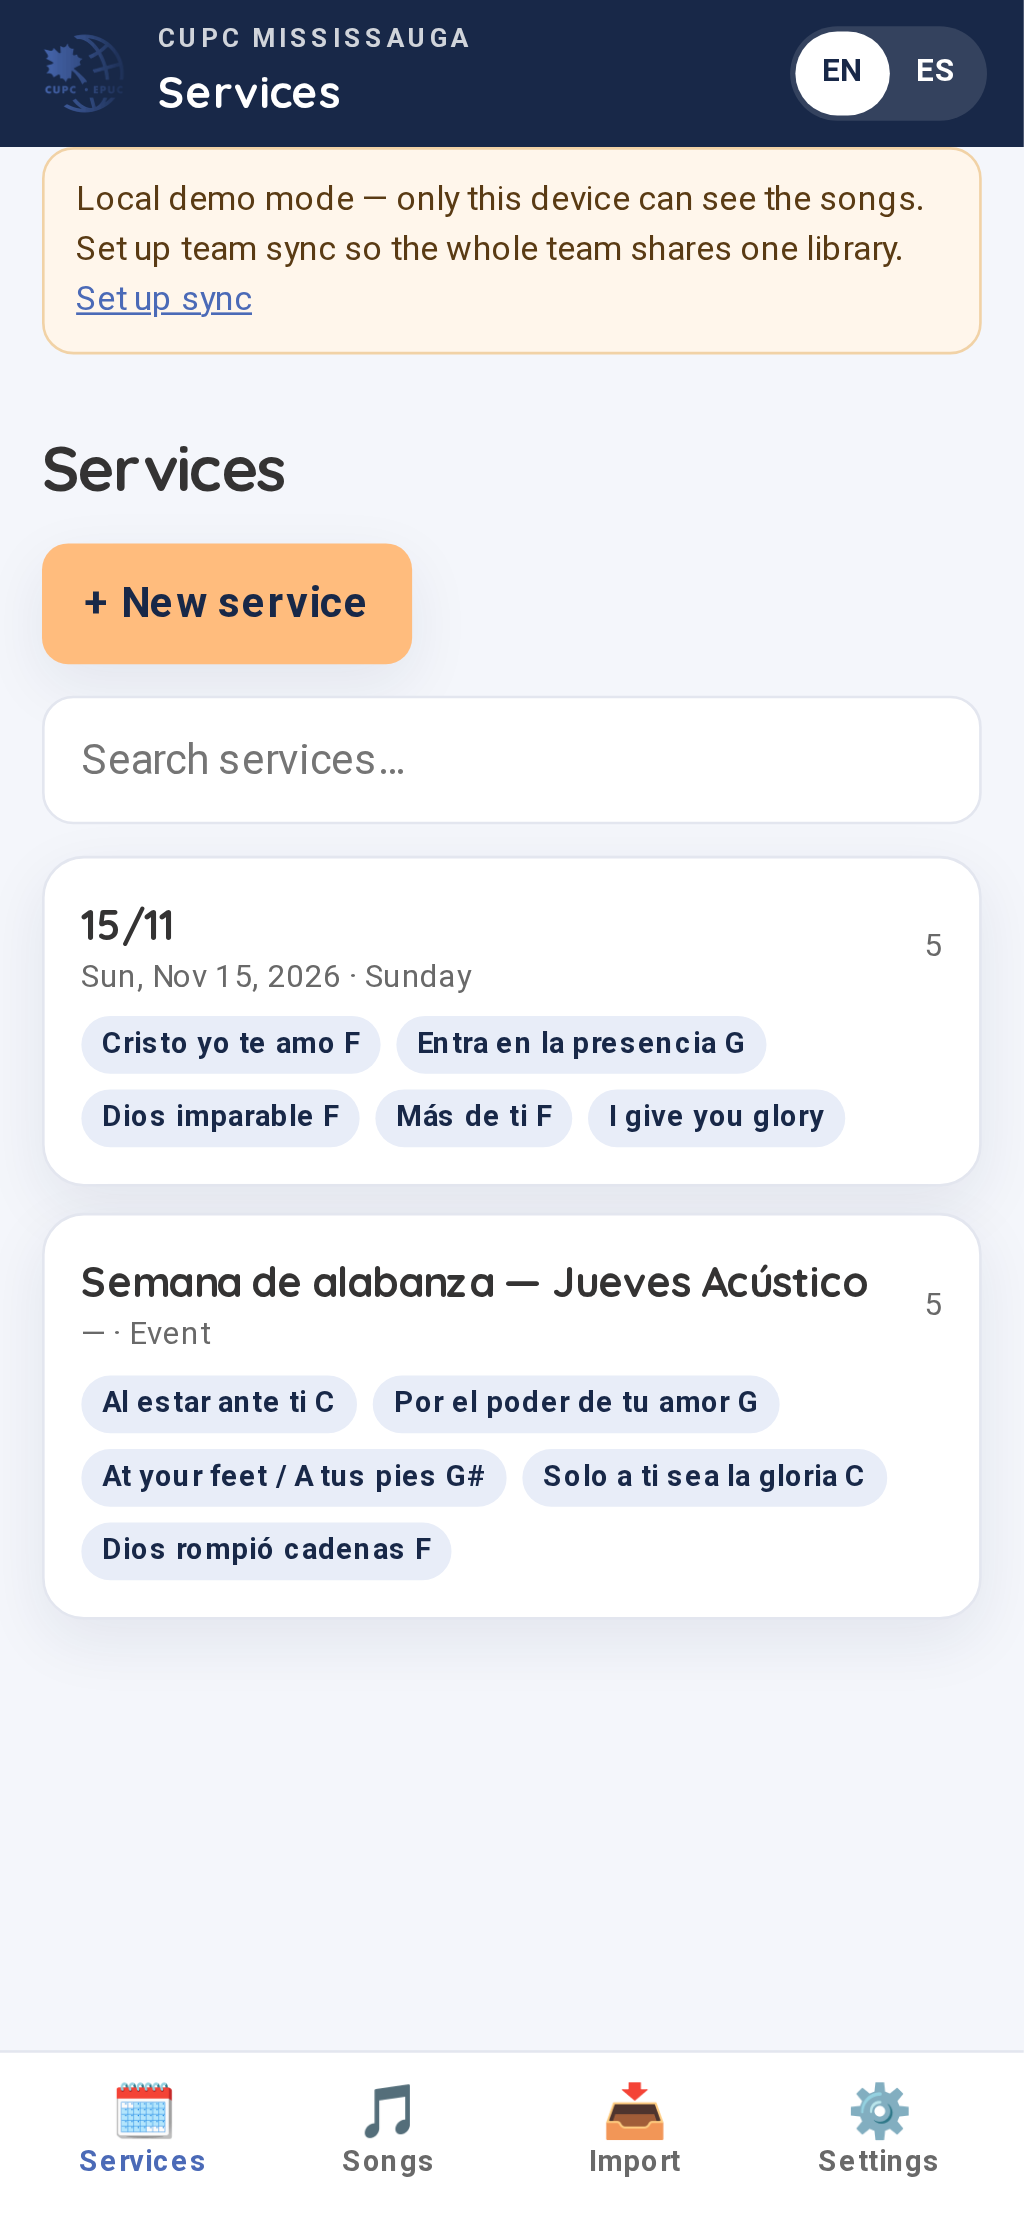 CUPC MISSISSAUGA
Services
EN ES
CUPC • EPUC
Local demo mode — only this device can see the songs.
Set up team sync so the whole team shares one library.
Set up sync
Services
+ New service
Search services…
15/11
5
Sun, Nov 15, 2026 · Sunday
Cristo yo te amo F Entra en la presencia G
Dios imparable F Más de ti F I give you glory
Semana de alabanza — Jueves Acústico
5
— · Event
Al estar ante ti C Por el poder de tu amor G
At your feet / A tus pies G# Solo a ti sea la gloria C
Dios rompió cadenas F
Services Songs Import Settings